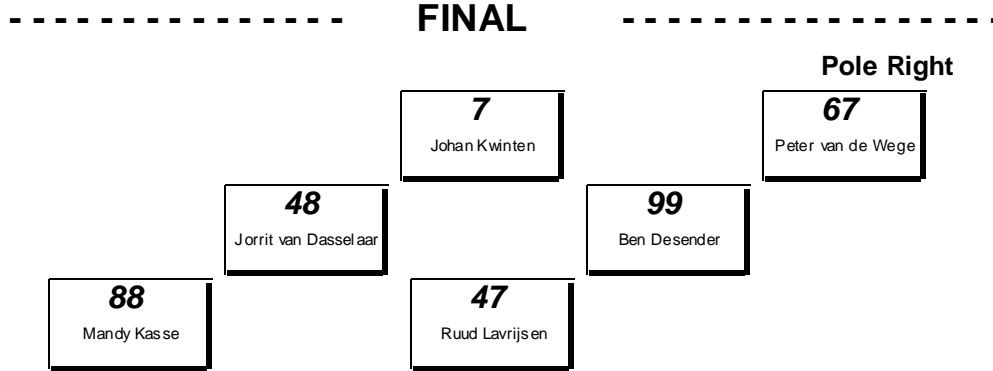 FINAL
Pole Right
7
Johan Kwinten
67
Peter van de Wege
48
Jorrit van Dasselaar
99
Ben Desender
88
Mandy Kasse
47
Ruud Lavrijsen